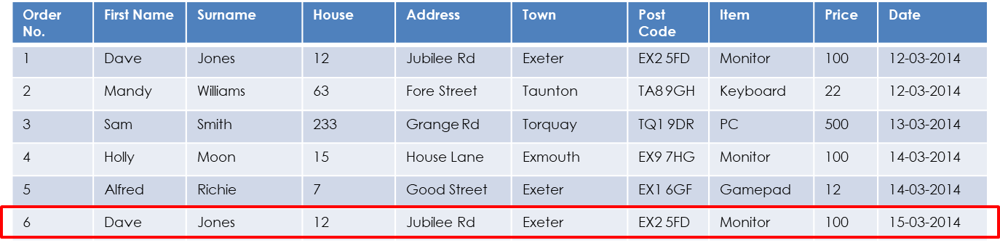 Order No. First Name Surname House Address Town Post Code Item Price Date
1 Dave Jones 12 Jubilee Rd Exeter EX2 5FD Monitor 100 12-03-2014
2 Mandy Williams 63 Fore Street Taunton TA8 9GH Keyboard 22 12-03-2014
3 Sam Smith 233 Grange Rd Torquay TQ1 9DR PC 500 13-03-2014
4 Holly Moon 15 House Lane Exmouth EX9 7HG Monitor 100 14-03-2014
5 Alfred Richie 7 Good Street Exeter EX1 6GF Gamepad 12 14-03-2014
6 Dave Jones 12 Jubilee Rd Exeter EX2 5FD Monitor 100 15-03-2014